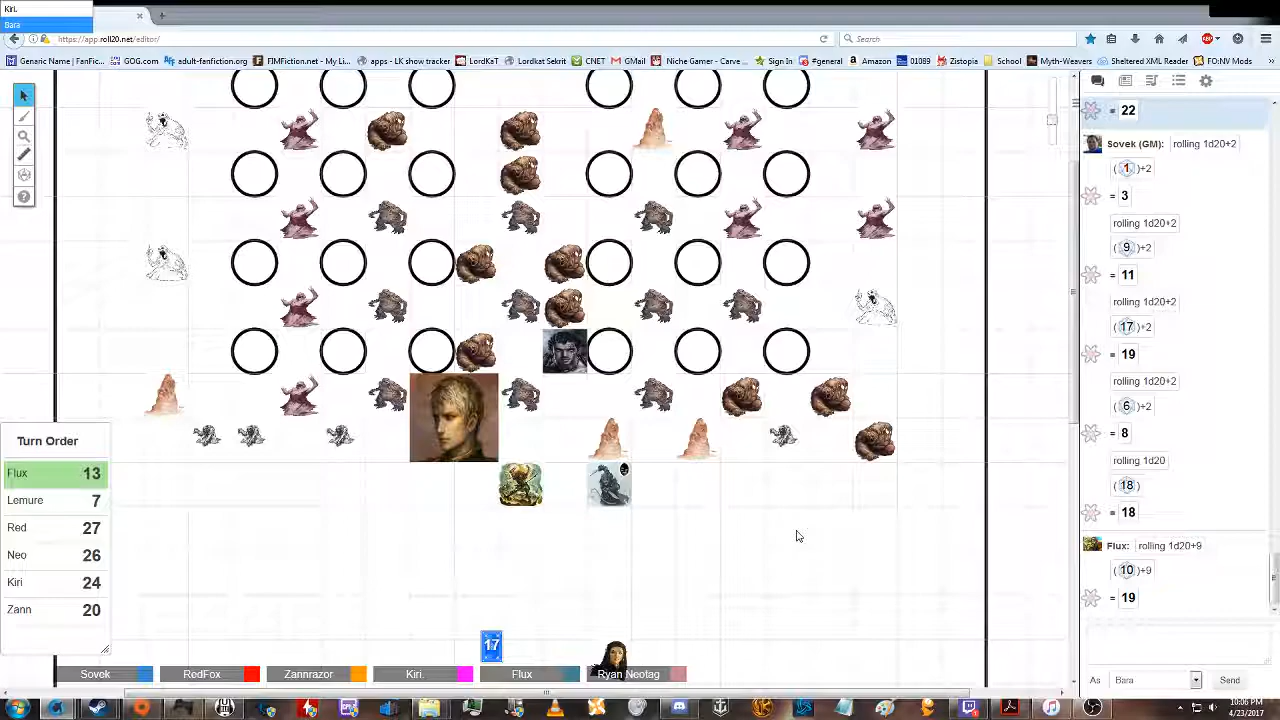 Kiri.
Bara
https://app.roll20.net/editor/
Search
Generic Name | FanFic...
GOG.com
adult-fanfiction.org
FIMFiction.net - My Li...
apps - LK show tracker
LordKaT
Lordkat Sekrit
CNET
GMail
Niche Gamer - Carve ...
Sign In
#general
Amazon
01089
Zistopia
School
Myth-Weavers
Sheltered XML Reader
FO:NV Mods
= 22
Sovek (GM): rolling 1d20+2
(1)+2
= 3
rolling 1d20+2
(9)+2
= 11
rolling 1d20+2
(17)+2
= 19
rolling 1d20+2
(6)+2
= 8
rolling 1d20
(18)
= 18
Flux: rolling 1d20+9
(10)+9
= 19
Turn Order
Flux 13
Lemure 7
Red 27
Neo 26
Kiri 24
Zann 20
17
Sovek
RedFox
Zannrazor
Kiri.
Flux
Ryan Neotag
As Bara Send
10:06 PM
4/23/2017